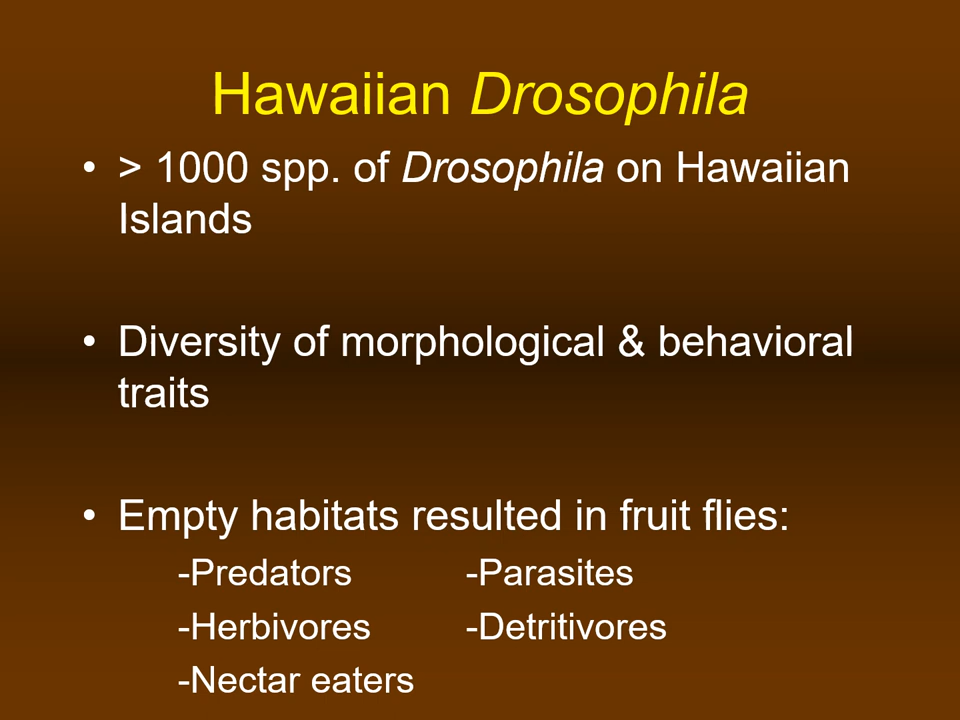 Hawaiian Drosophila
• > 1000 spp. of Drosophila on Hawaiian
Islands
• Diversity of morphological & behavioral
traits
• Empty habitats resulted in fruit flies:
-Predators -Parasites
-Herbivores -Detritivores
-Nectar eaters